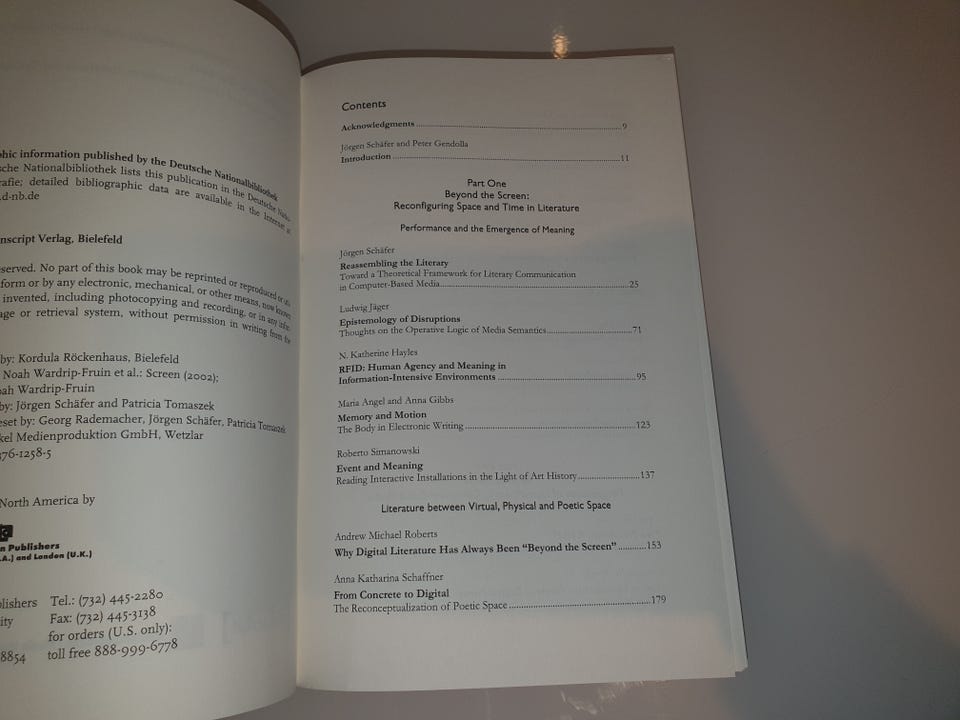 phic information published by the Deutsche Nationalbibliothek
sche Nationalbibliothek lists this publication in the Deutsche
rafie; detailed bibliographic data are available in the Internet at
.d-nb.de
nscript Verlag, Bielefeld
served. No part of this book may be reprinted or reproduced or
form or by any electronic, mechanical, or other means, now known
invented, including photocopying and recording, or in any
age or retrieval system, without permission in writing from the
by: Kordula Röckenhaus, Bielefeld
Noah Wardrip-Fruin et al.: Screen (2002);
oah Wardrip-Fruin
by: Jörgen Schäfer and Patricia Tomaszek
eset by: Georg Rademacher, Jörgen Schäfer, Patricia Tomaszek
kel Medienproduktion GmbH, Wetzlar
376-1258-5
North America by
n Publishers
.A.) and London (U.K.)
blishers Tel.: (732) 445-2280
ity Fax: (732) 445-3138
for orders (U.S. only):
8854 toll free 888-999-6778
Contents
Acknowledgments ... 9
Jörgen Schäfer and Peter Gendolla
Introduction ... 11
Part One
Beyond the Screen:
Reconfiguring Space and Time in Literature
Performance and the Emergence of Meaning
Jörgen Schäfer
Reassembling the Literary
Toward a Theoretical Framework for Literary Communication
in Computer-Based Media ... 25
Ludwig Jäger
Epistemology of Disruptions
Thoughts on the Operative Logic of Media Semantics ... 71
N. Katherine Hayles
RFID: Human Agency and Meaning in
Information-Intensive Environments ... 95
Maria Angel and Anna Gibbs
Memory and Motion
The Body in Electronic Writing ... 123
Roberto Simanowski
Event and Meaning
Reading Interactive Installations in the Light of Art History ... 137
Literature between Virtual, Physical and Poetic Space
Andrew Michael Roberts
Why Digital Literature Has Always Been “Beyond the Screen” ... 153
Anna Katharina Schaffner
From Concrete to Digital
The Reconceptualization of Poetic Space ... 179